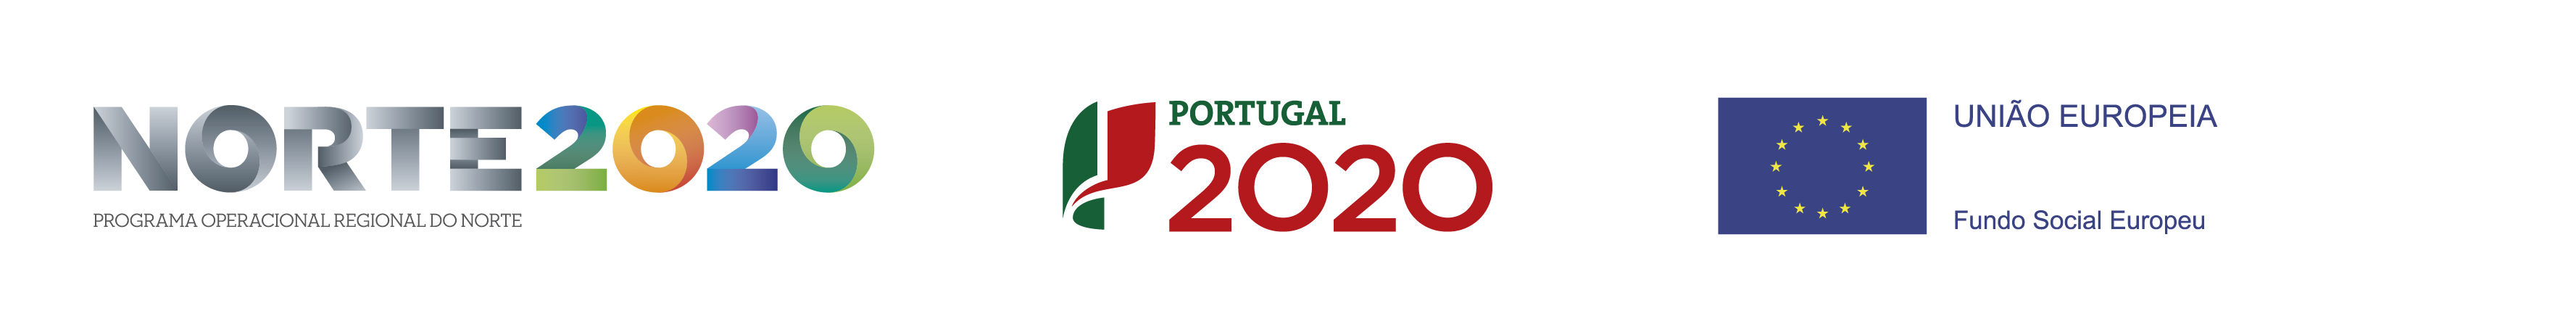 NORTE2020
PROGRAMA OPERACIONAL REGIONAL DO NORTE
PORTUGAL
2020
UNIÃO EUROPEIA
Fundo Social Europeu